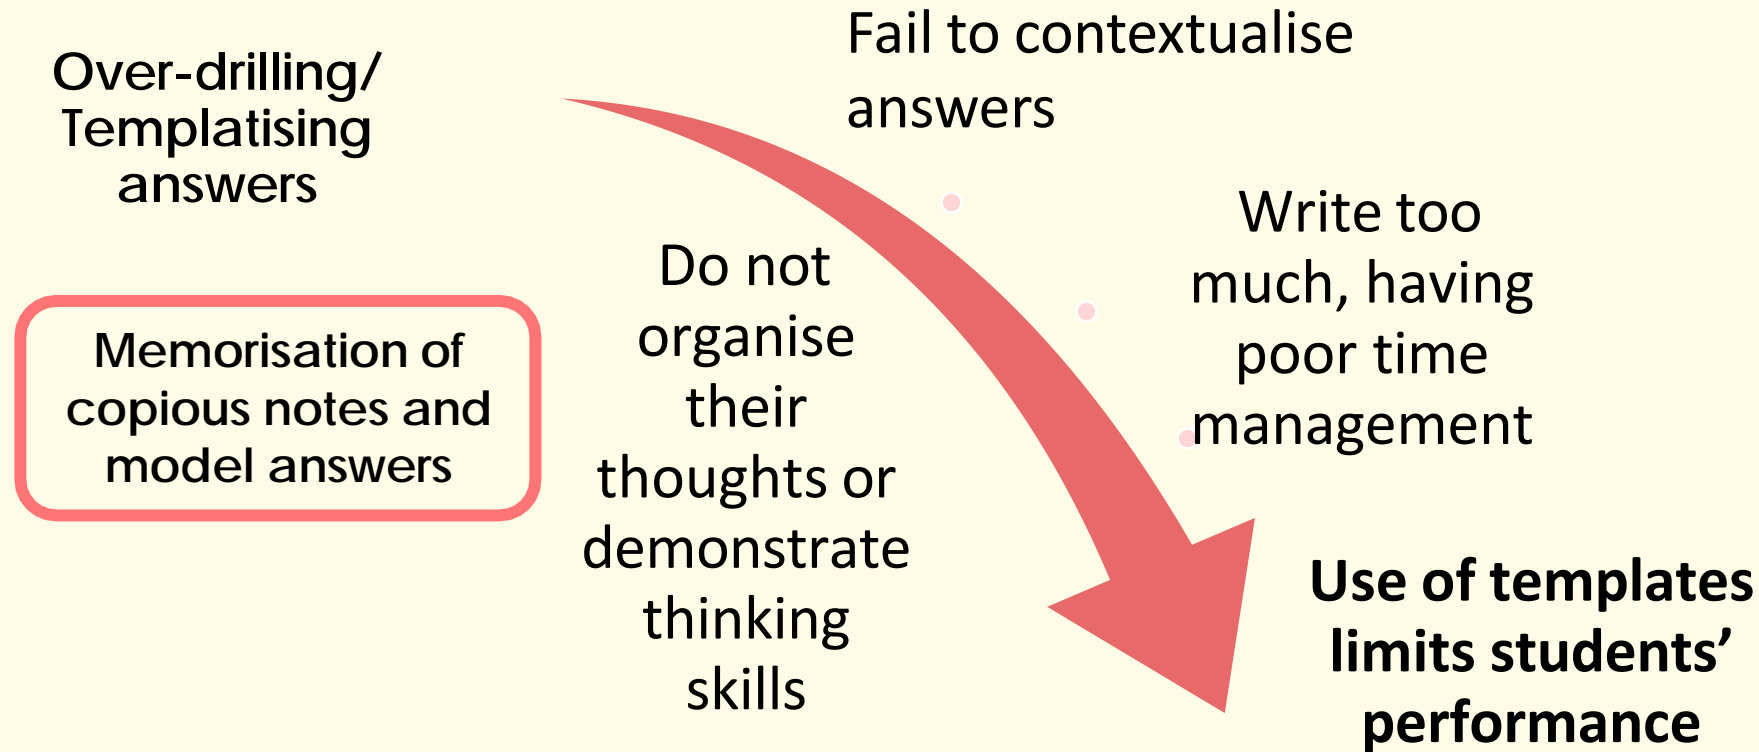 Over-drilling/
Templatising
answers
Memorisation of
copious notes and
model answers
Fail to contextualise
answers
Do not
organise
their
thoughts or
demonstrate
thinking
skills
Write too
much, having
poor time
management
Use of templates
limits students’
performance